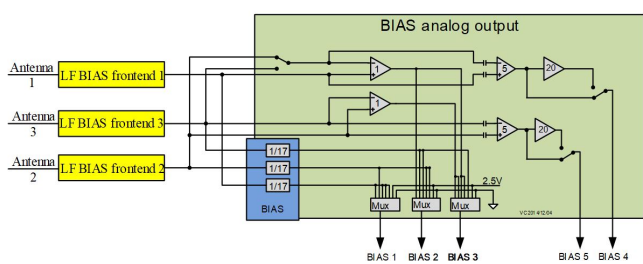 BIAS analog output
Antenna
1
LF BIAS frontend 1
1
5
20
Antenna
3
LF BIAS frontend 3
1
5
20
Antenna
2
LF BIAS frontend 2
1/17
1/17
1/17
BIAS
2.5V
Mux
Mux
Mux
VC2014/12/04
BIAS 1
BIAS 2
BIAS 3
BIAS 5
BIAS 4